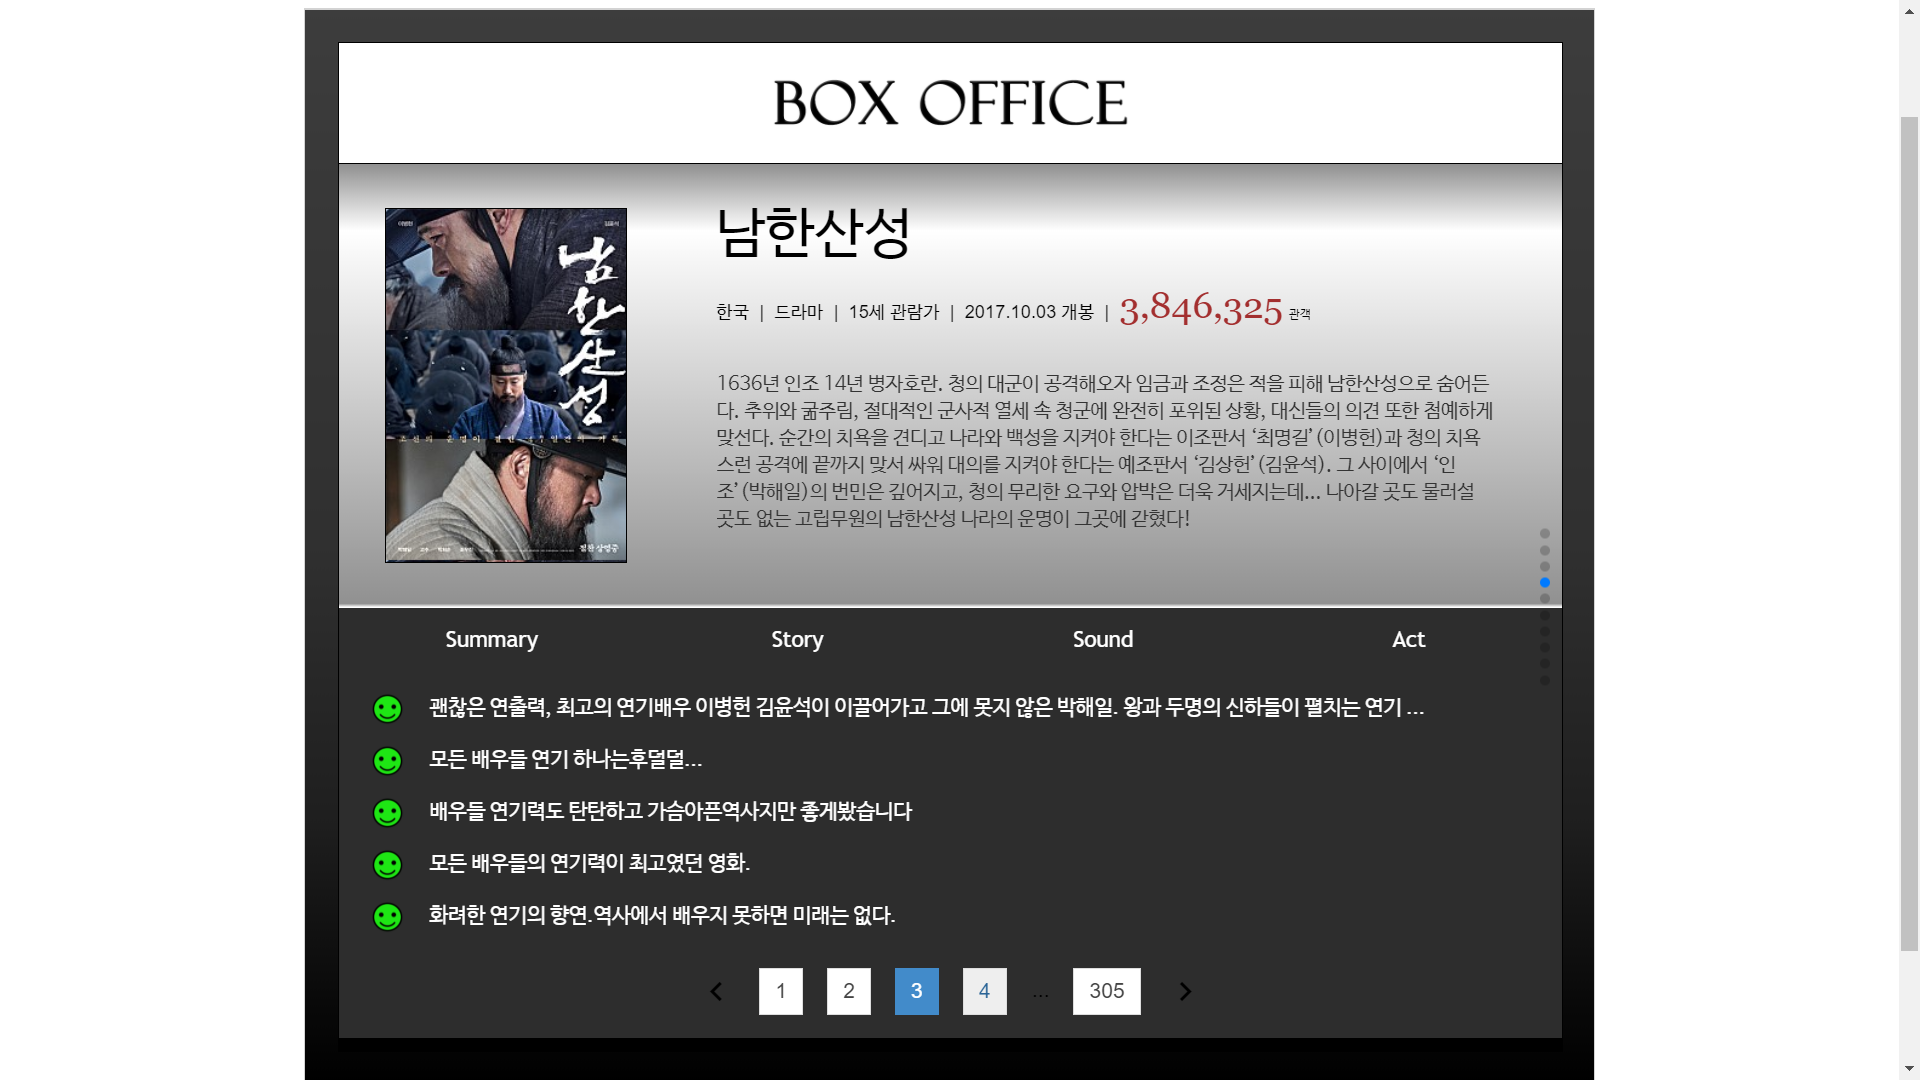 BOX OFFICE
이병헌 김윤석
남한산성
남한산성
한국 | 드라마 | 15세 관람가 | 2017.10.03 개봉 | 3,846,325 관객
1636년 인조 14년 병자호란. 청의 대군이 공격해오자 임금과 조정은 적을 피해 남한산성으로 숨어든
다. 추위와 굶주림, 절대적인 군사적 열세 속 청군에 완전히 포위된 상황, 대신들의 의견 또한 첨예하게
맞선다. 순간의 치욕을 견디고 나라와 백성을 지켜야 한다는 이조판서 ‘최명길’(이병헌)과 청의 치욕
스런 공격에 끝까지 맞서 싸워 대의를 지켜야 한다는 예조판서 ‘김상헌’(김윤석). 그 사이에서 ‘인
조’(박해일)의 번민은 깊어지고, 청의 무리한 요구와 압박은 더욱 거세지는데... 나아갈 곳도 물러설
곳도 없는 고립무원의 남한산성 나라의 운명이 그곳에 갇혔다!
절찬 상영중
Summary Story Sound Act
괜찮은 연출력, 최고의 연기배우 이병헌 김윤석이 이끌어가고 그에 못지 않은 박해일. 왕과 두명의 신하들이 펼치는 연기 ...
모든 배우들 연기 하나는후덜덜...
배우들 연기력도 탄탄하고 가슴아픈역사지만 좋게봤습니다
모든 배우들의 연기력이 최고였던 영화.
화려한 연기의 향연.역사에서 배우지 못하면 미래는 없다.
1 2 3 4 ... 305